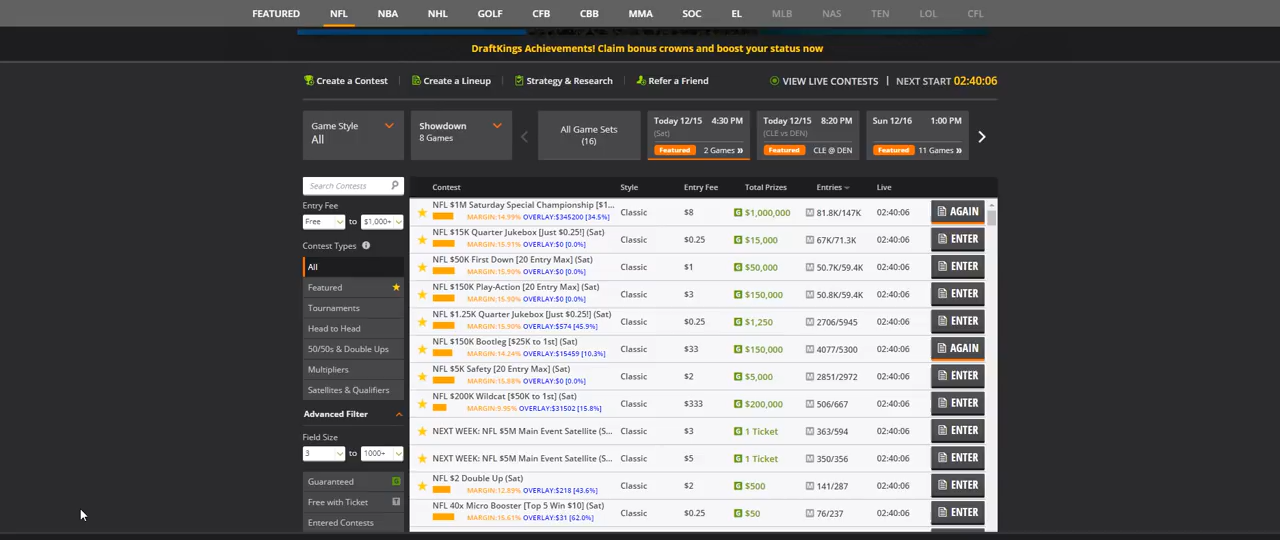 FEATURED NFL NBA NHL GOLF CFB CBB MMA SOC EL MLB NAS TEN LOL CFL
DraftKings Achievements! Claim bonus crowns and boost your status now
Create a Contest | Create a Lineup | Strategy & Research | Refer a Friend VIEW LIVE CONTESTS | NEXT START 02:40:06
Game Style
All
Showdown
8 Games
All Game Sets
(16)
Today 12/15 4:30 PM
(Sat)
Featured 2 Games »
Today 12/15 8:20 PM
(CLE vs DEN)
Featured CLE @ DEN
Sun 12/16 1:00 PM
Featured 11 Games »
Search Contests
Entry Fee
Free to $1,000+
Contest Types
All
Featured
Tournaments
Head to Head
50/50s & Double Ups
Multipliers
Satellites & Qualifiers
Advanced Filter
Field Size
3 to 1000+
Guaranteed G
Free with Ticket T
Entered Contests
Contest Style Entry Fee Total Prizes Entries Live
NFL $1M Saturday Special Championship [$1... Classic $8 G $1,000,000 M 81.8K/147K 02:40:06 AGAIN
MARGIN:14.99% OVERLAY:$345200 [34.5%]
NFL $15K Quarter Jukebox [Just $0.25!] (Sat) Classic $0.25 G $15,000 M 67K/71.3K 02:40:06 ENTER
MARGIN:15.91% OVERLAY:$0 [0.0%]
NFL $50K First Down [20 Entry Max] (Sat) Classic $1 G $50,000 M 50.7K/59.4K 02:40:06 ENTER
MARGIN:15.90% OVERLAY:$0 [0.0%]
NFL $150K Play-Action [20 Entry Max] (Sat) Classic $3 G $150,000 M 50.8K/59.4K 02:40:06 ENTER
MARGIN:15.90% OVERLAY:$0 [0.0%]
NFL $1.25K Quarter Jukebox [Just $0.25!] (Sat) Classic $0.25 G $1,250 M 2706/5945 02:40:06 ENTER
MARGIN:15.90% OVERLAY:$574 [45.9%]
NFL $150K Bootleg [$25K to 1st] (Sat) Classic $33 G $150,000 M 4077/5300 02:40:06 AGAIN
MARGIN:14.24% OVERLAY:$15459 [10.3%]
NFL $5K Safety [20 Entry Max] (Sat) Classic $2 G $5,000 M 2851/2972 02:40:06 ENTER
MARGIN:15.88% OVERLAY:$0 [0.0%]
NFL $200K Wildcat [$50K to 1st] (Sat) Classic $333 G $200,000 M 506/667 02:40:06 ENTER
MARGIN:9.95% OVERLAY:$31502 [15.8%]
NEXT WEEK: NFL $5M Main Event Satellite (S... Classic $3 G 1 Ticket M 363/594 02:40:06 ENTER
NEXT WEEK: NFL $5M Main Event Satellite (S... Classic $5 G 1 Ticket M 350/356 02:40:06 ENTER
NFL $2 Double Up (Sat) Classic $2 G $500 M 141/287 02:40:06 ENTER
MARGIN:12.89% OVERLAY:$218 [43.6%]
NFL 40x Micro Booster [Top 5 Win $10] (Sat) Classic $0.25 G $50 M 76/237 02:40:06 ENTER
MARGIN:15.61% OVERLAY:$31 [62.0%]